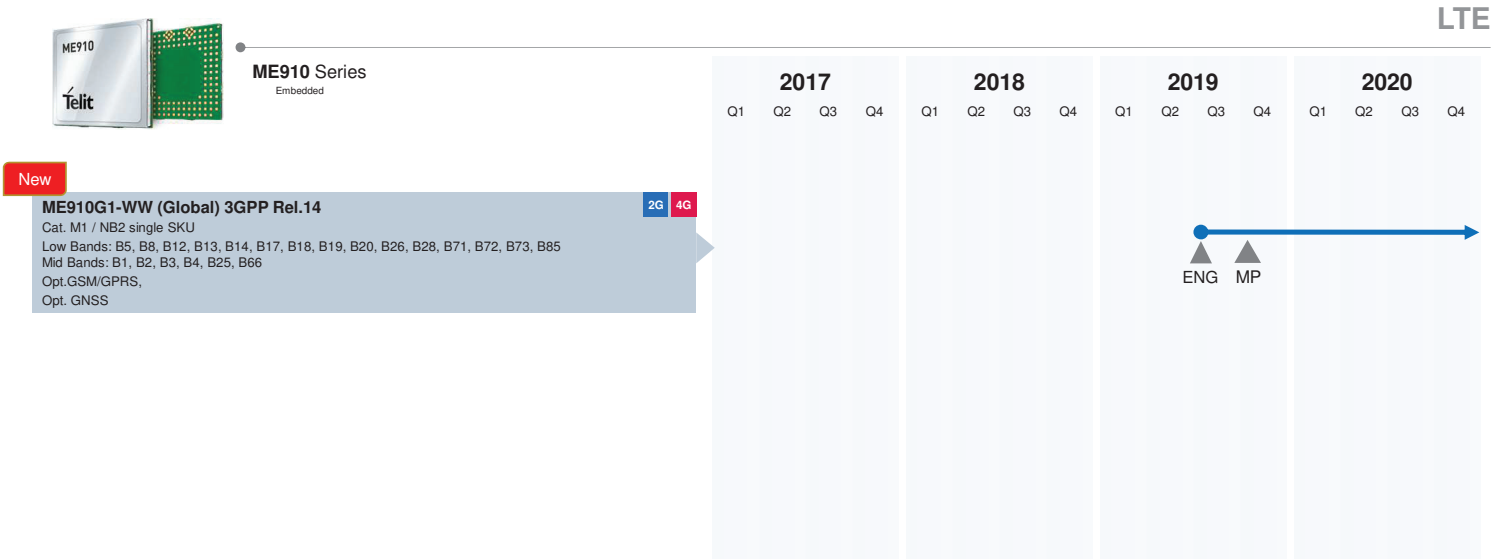 LTE
ME910
Telit
ME910 Series
Embedded
2017 2018 2019 2020
Q1 Q2 Q3 Q4 Q1 Q2 Q3 Q4 Q1 Q2 Q3 Q4 Q1 Q2 Q3 Q4
New
ME910G1-WW (Global) 3GPP Rel.14 2G 4G
Cat. M1 / NB2 single SKU
Low Bands: B5, B8, B12, B13, B14, B17, B18, B19, B20, B26, B28, B71, B72, B73, B85
Mid Bands: B1, B2, B3, B4, B25, B66
Opt.GSM/GPRS,
Opt. GNSS
ENG MP